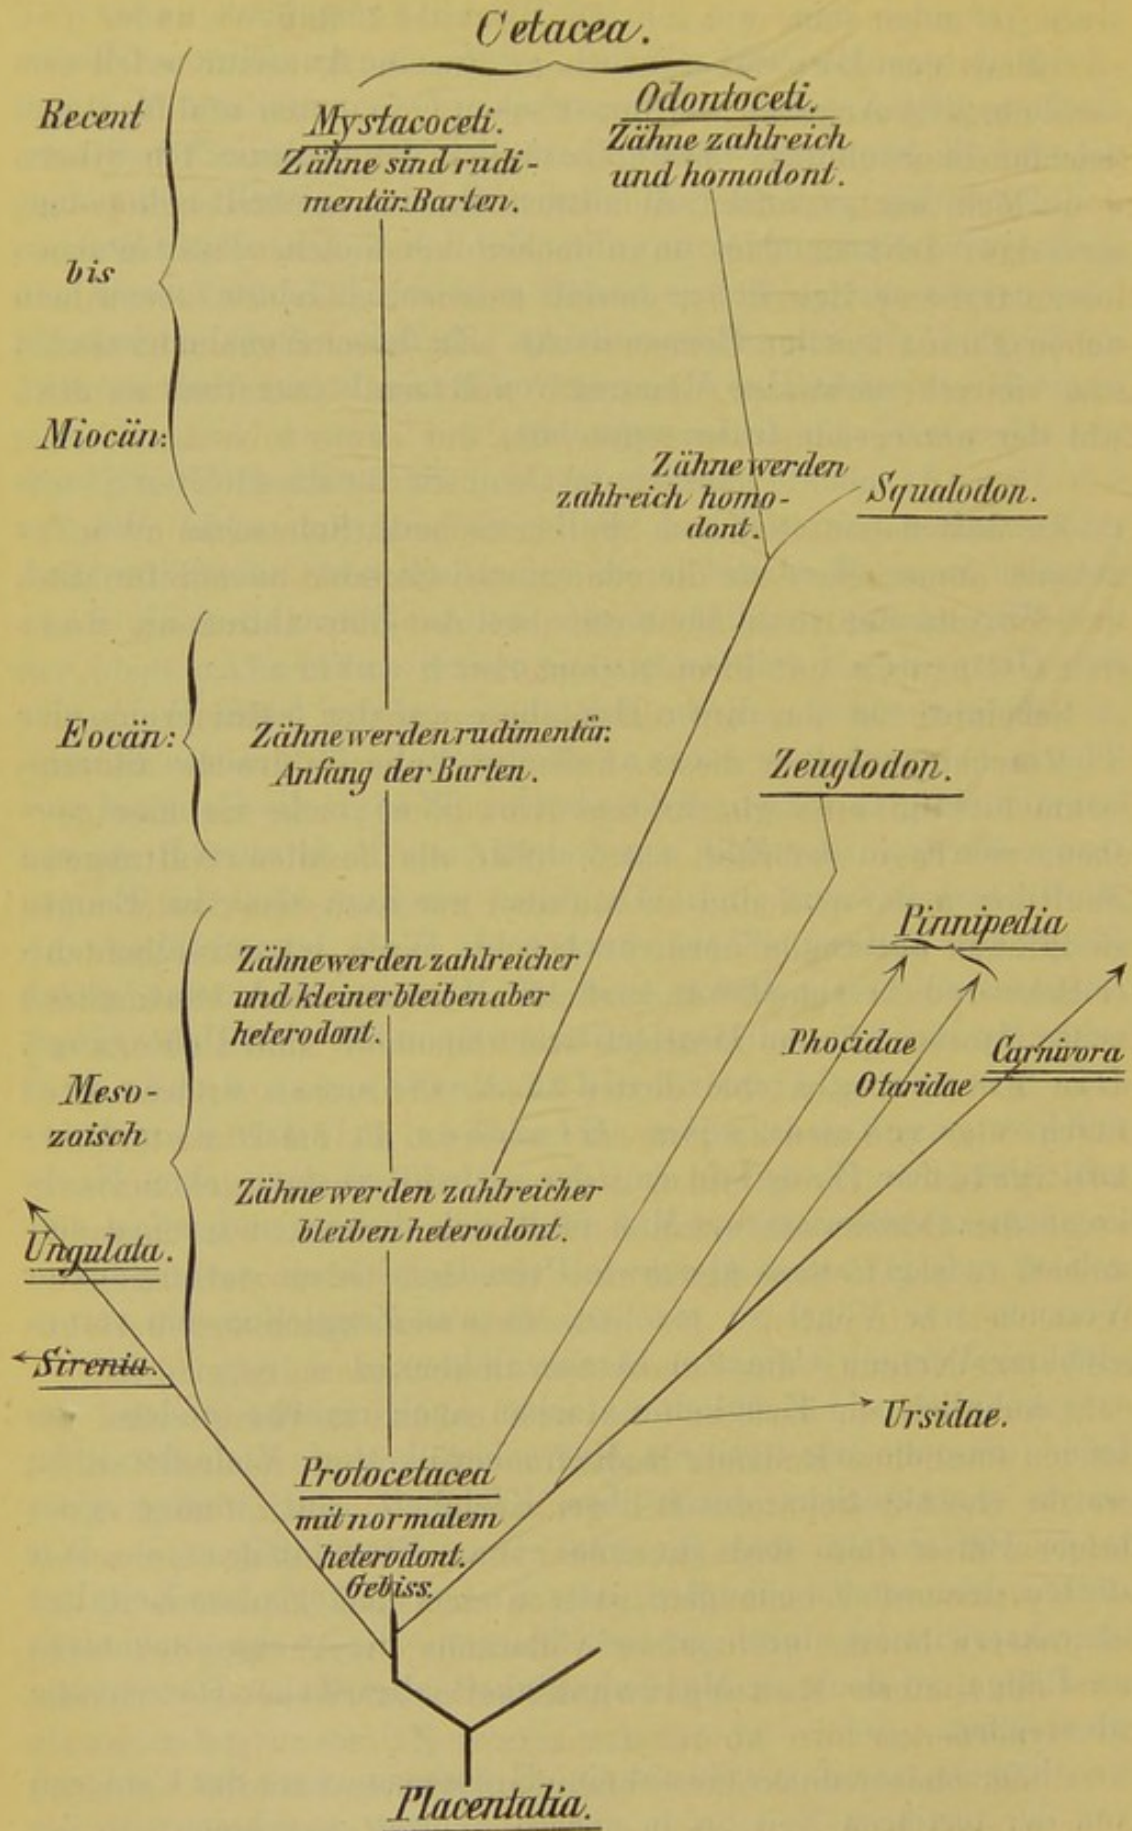 Cetacea.
Recent
bis
Miocän:
Mystacoceti.
Zähne sind rudi-
mentär. Barten.
Odontoceti.
Zähne zahlreich
und homodont.
Zähne werden
zahlreich homo-
dont.
Squalodon.
Eocän:
Zähne werden rudimentär.
Anfang der Barten.
Zeuglodon.
Meso-
zoisch
Zähne werden zahlreicher
und kleiner bleiben aber
heterodont.
Pinnipedia
Phocidae
Otaridae
Carnivora
Zähne werden zahlreicher
bleiben heterodont.
Ungulata.
Sirenia.
Ursidae.
Protocetacea
mit normalem
heterodont.
Gebiss.
Placentalia.